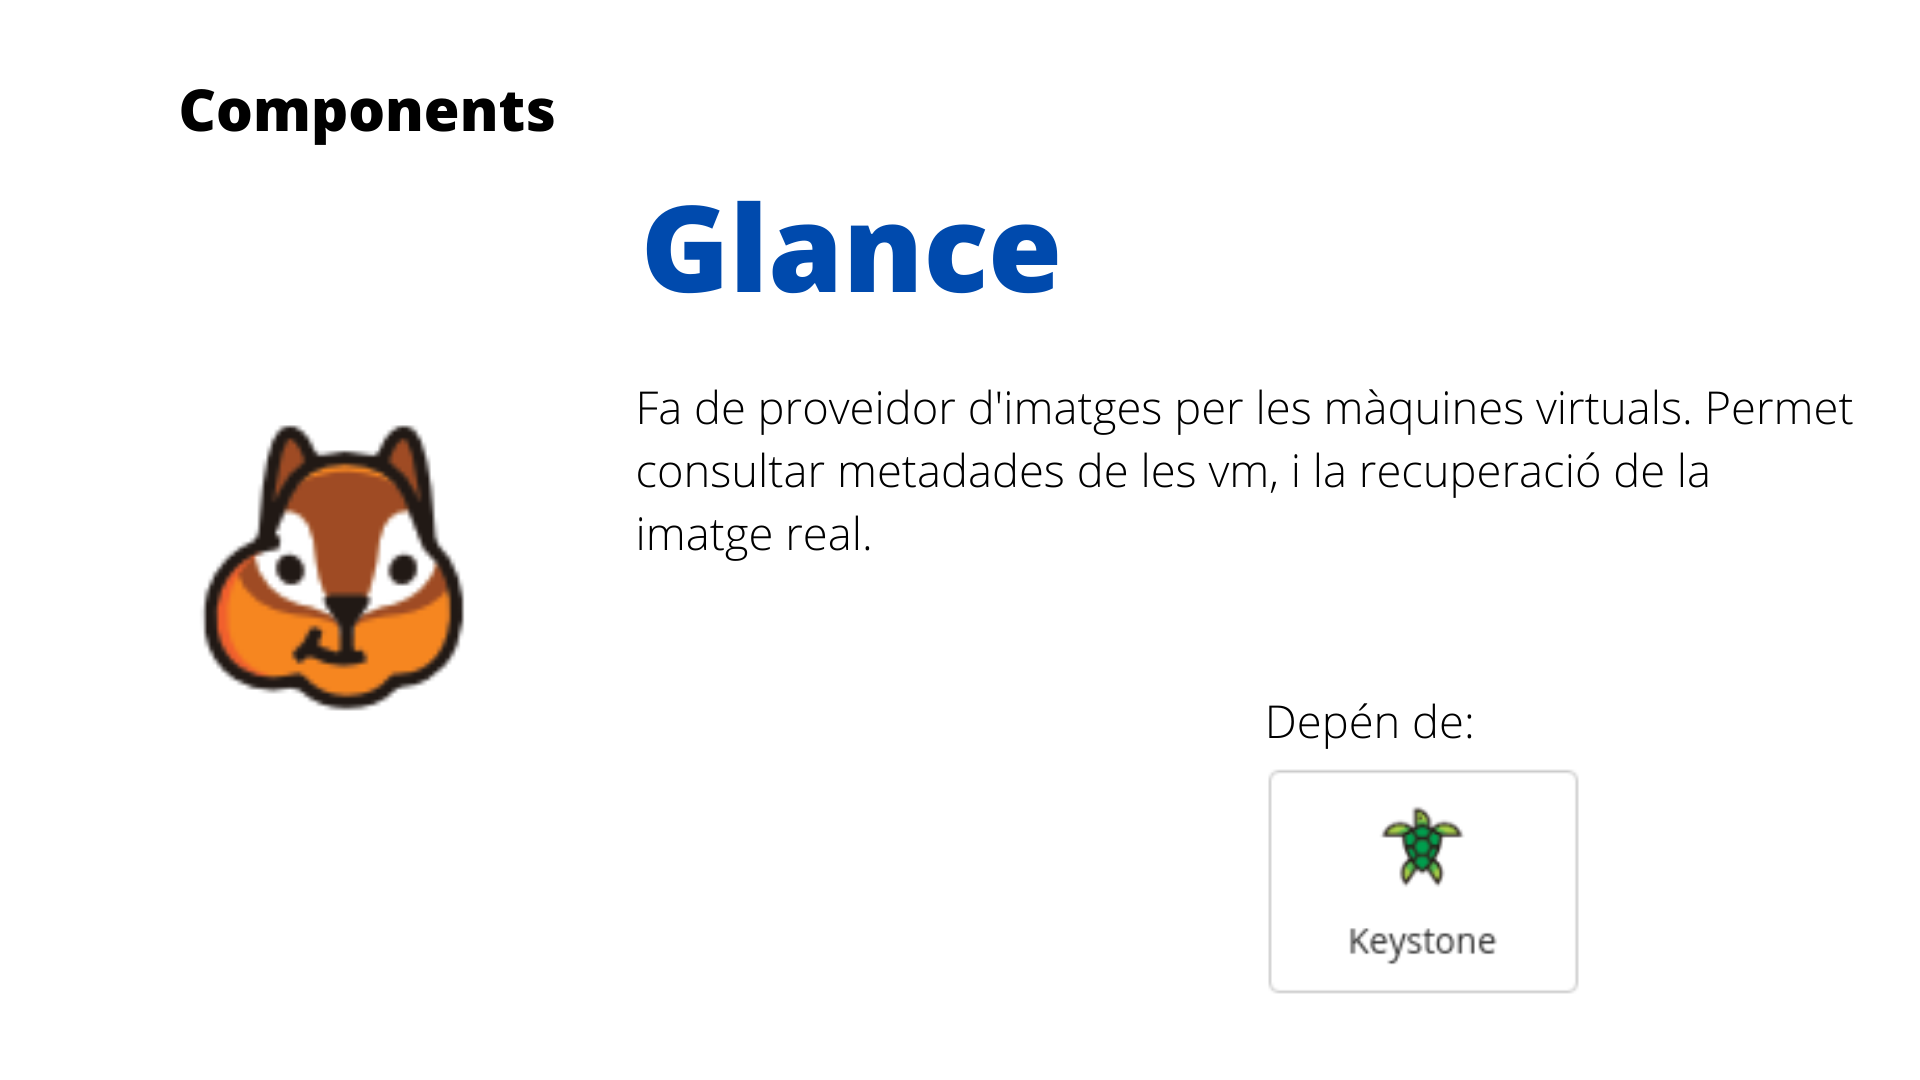 Components
Glance
Fa de proveidor d'imatges per les màquines virtuals. Permet
consultar metadades de les vm, i la recuperació de la
imatge real.
Depén de:
Keystone